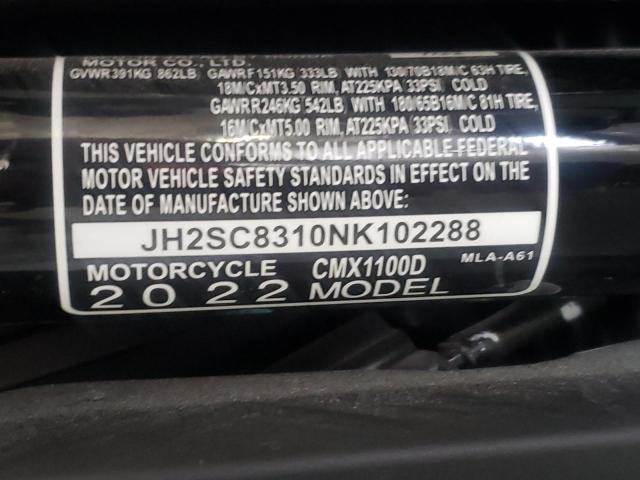 MOTOR CO., LTD.
GVWR391KG 862LB GAWRF151KG 333LB WITH 130/70B18M/C 63H TIRE,
18M/CxMT3.50 RIM, AT225KPA 33PSI COLD
GAWRR246KG 542LB WITH 180/65B16M/C 81H TIRE,
16M/CxMT5.00 RIM, AT225KPA 33PSI COLD
THIS VEHICLE CONFORMS TO ALL APPLICABLE FEDERAL
MOTOR VEHICLE SAFETY STANDARDS IN EFFECT ON THE
DATE OF MANUFACTURE SHOWN ABOVE.
JH2SC8310NK102288
MOTORCYCLE CMX1100D MLA-A61
2022 MODEL